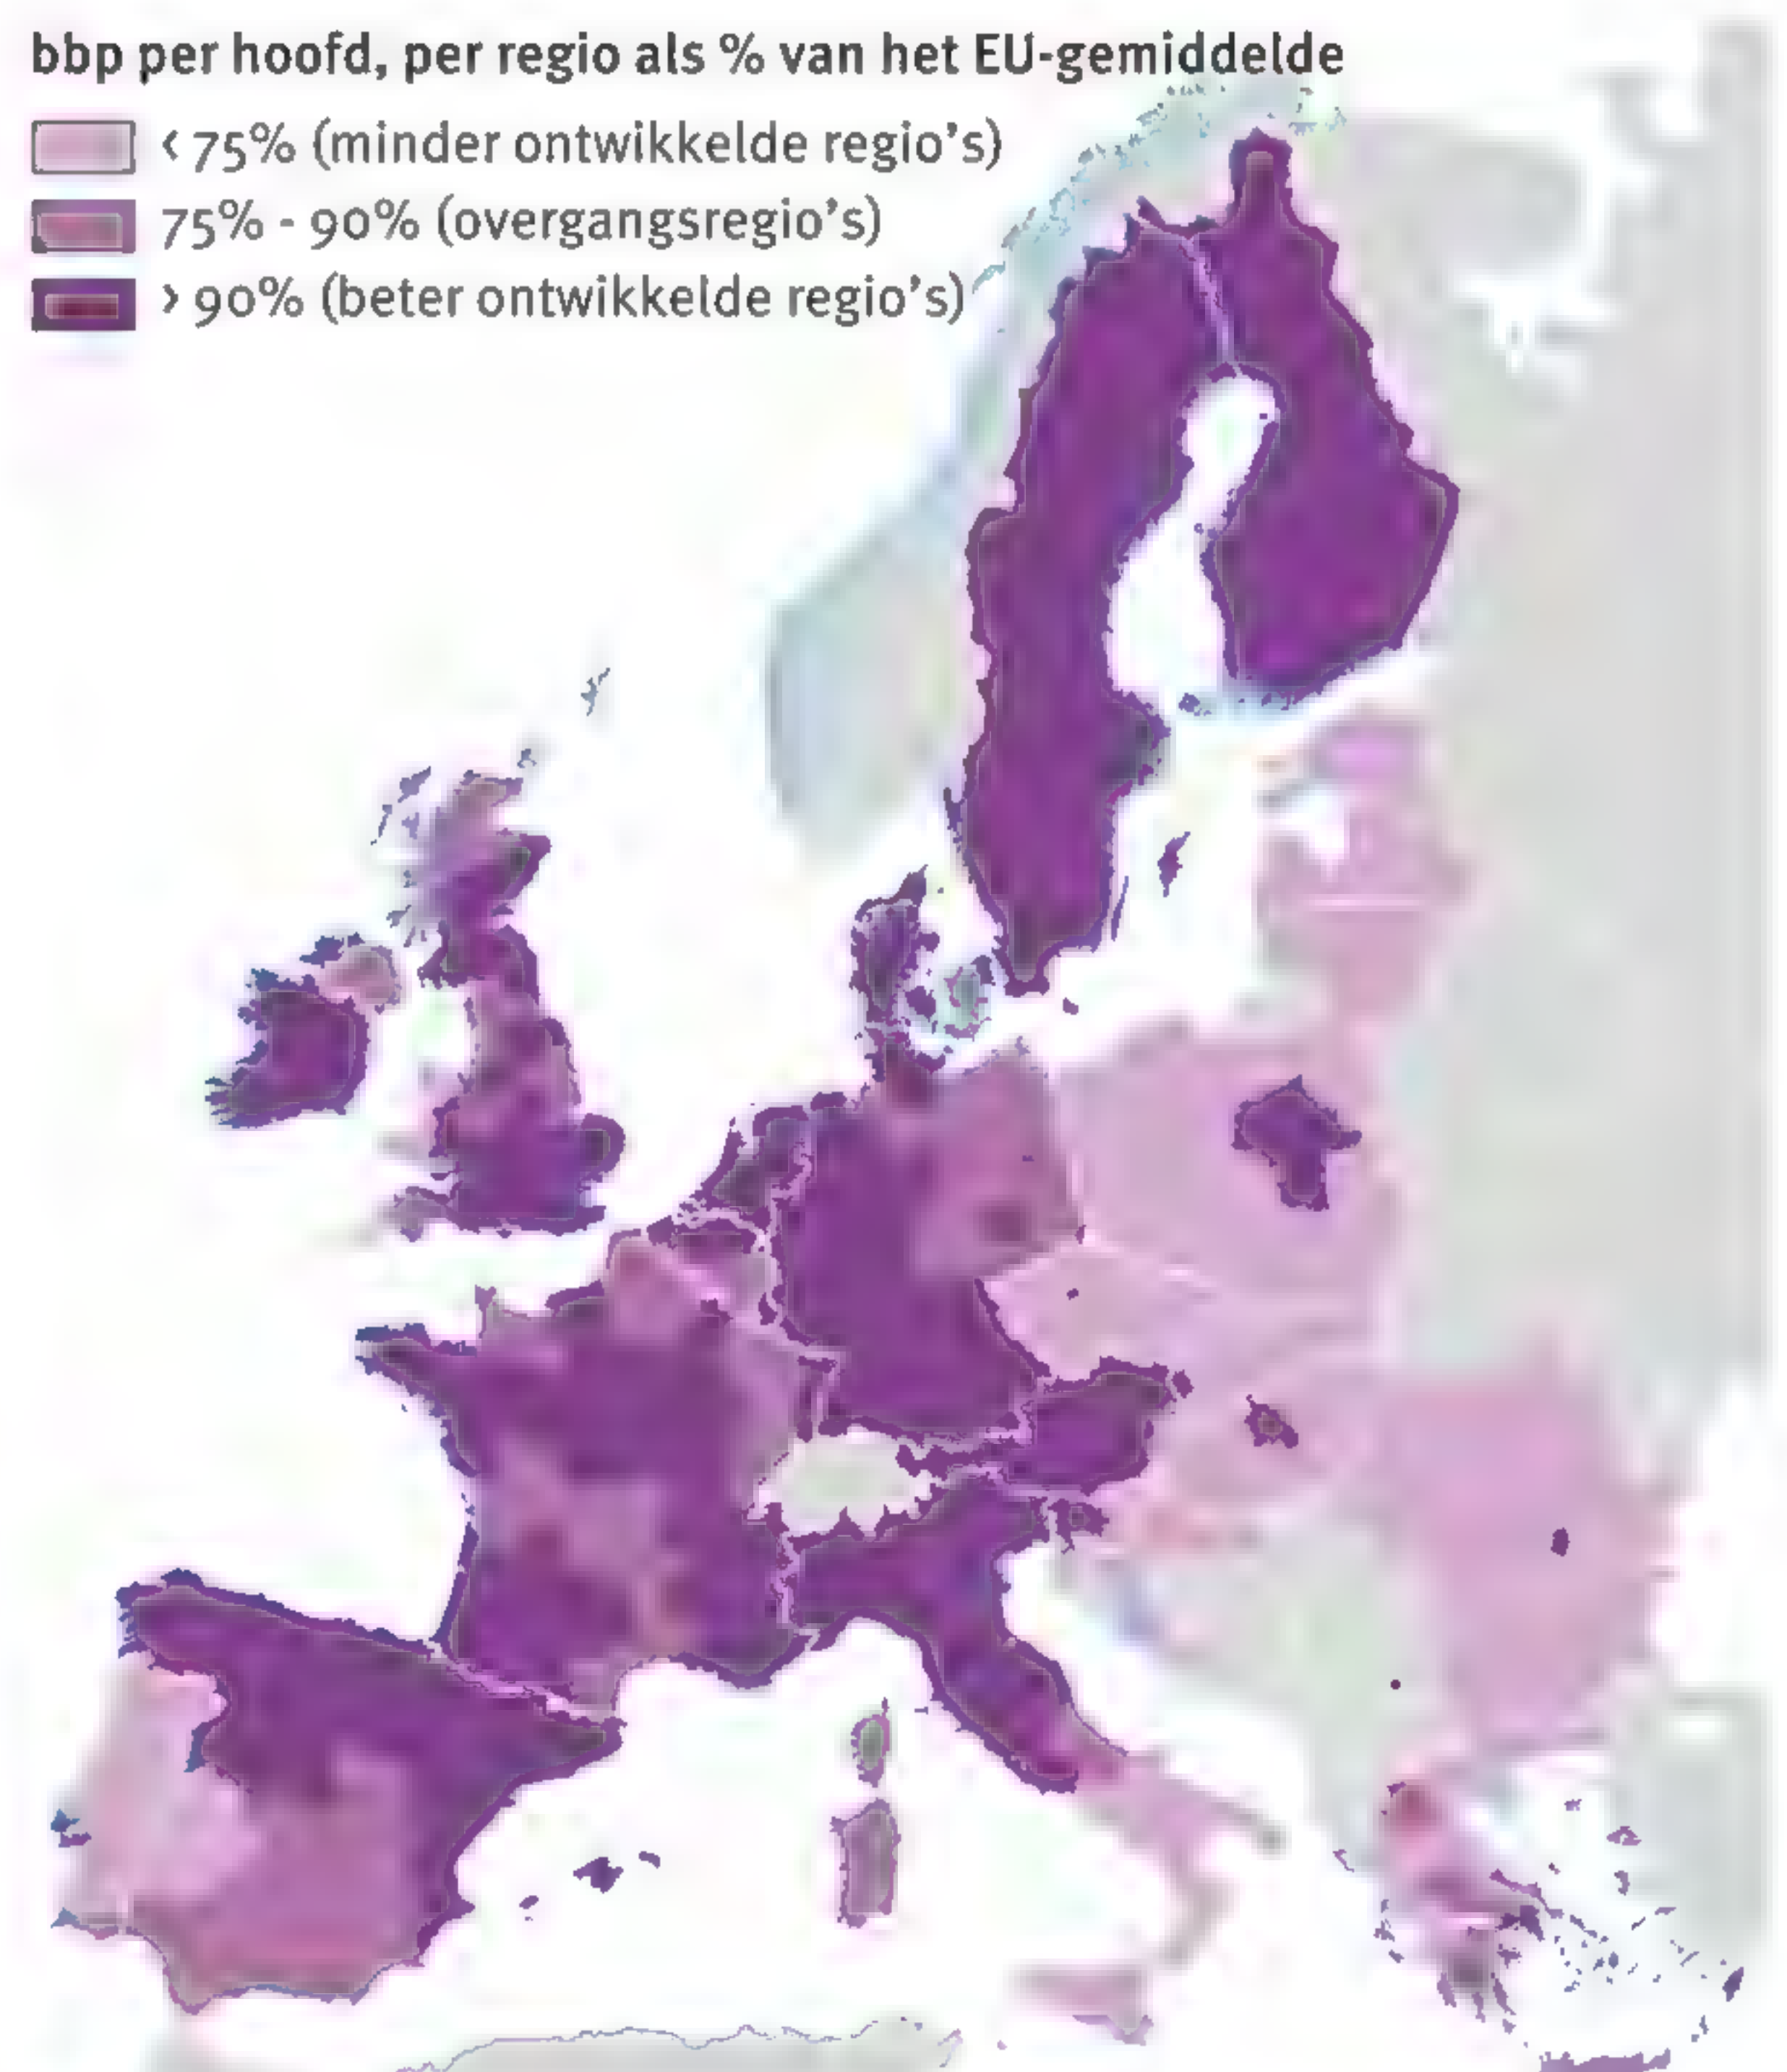 bbp per hoofd, per regio als % van het EU-gemiddelde
< 75% (minder ontwikkelde regio's)
75% - 90% (overgangsregio's)
> 90% (beter ontwikkelde regio's)